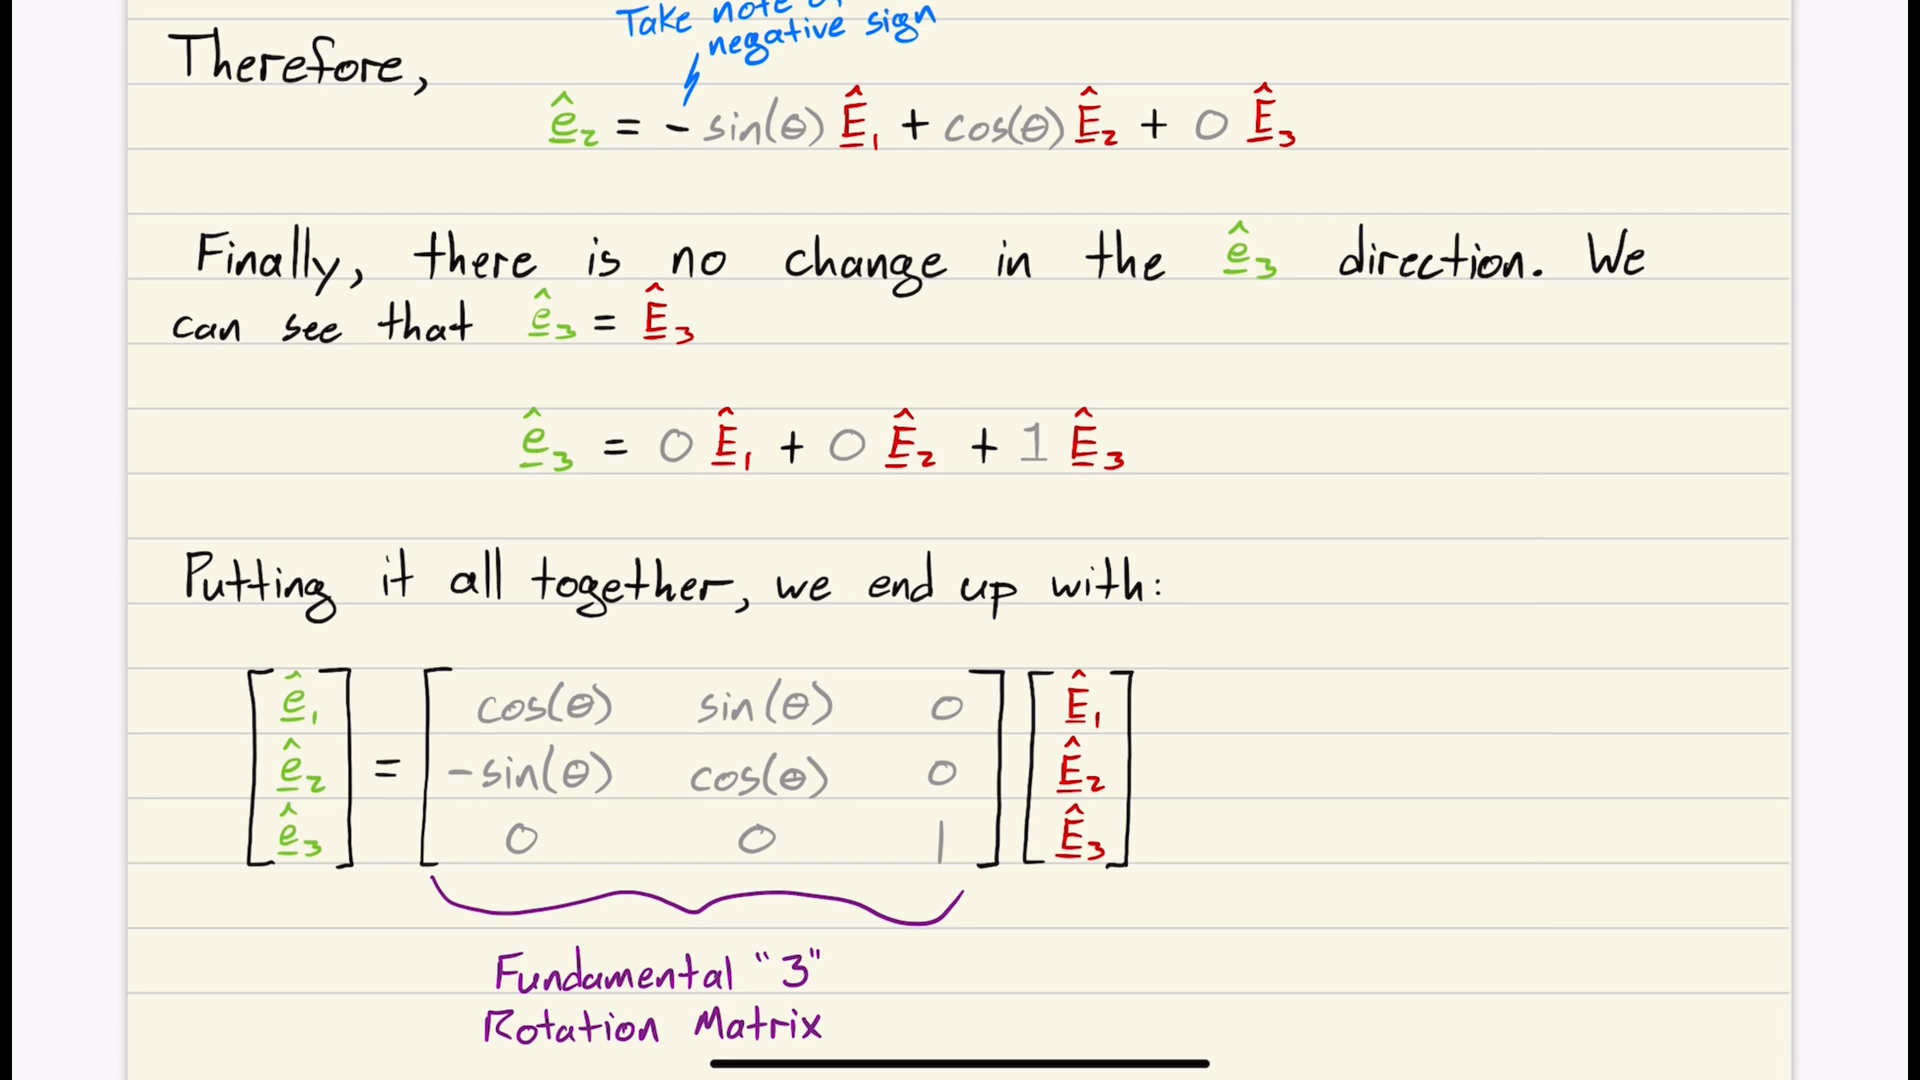 Take note
negative sign
Therefore,
ê₂ = - sin(θ) Ê₁ + cos(θ) Ê₂ + 0 Ê₃
Finally, there is no change in the ê₃ direction. We
can see that ê₃ = Ê₃
ê₃ = 0 Ê₁ + 0 Ê₂ + 1 Ê₃
Putting it all together, we end up with:
[ê₁] [cos(θ) sin(θ) 0] [Ê₁]
[ê₂] = [-sin(θ) cos(θ) 0] [Ê₂]
[ê₃] [0 0 1] [Ê₃]
Fundamental "3"
Rotation Matrix